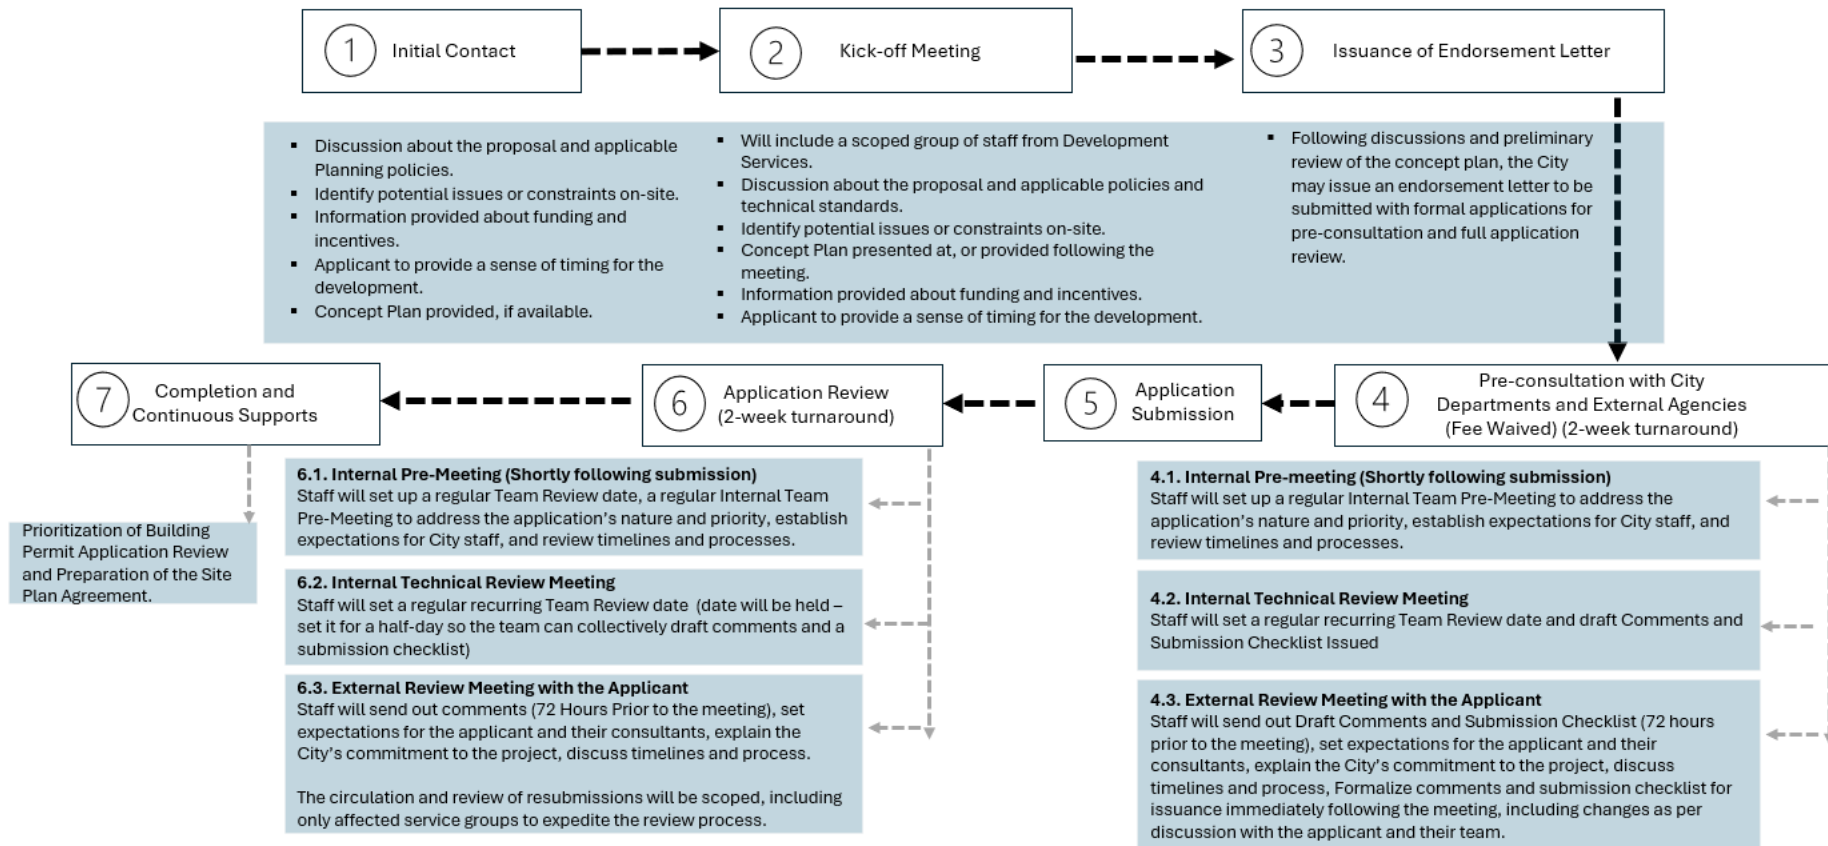 1 Initial Contact
2 Kick-off Meeting
3 Issuance of Endorsement Letter
▪ Discussion about the proposal and applicable
Planning policies.
▪ Identify potential issues or constraints on-site.
▪ Information provided about funding and
incentives.
▪ Applicant to provide a sense of timing for the
development.
▪ Concept Plan provided, if available.
▪ Will include a scoped group of staff from Development
Services.
▪ Discussion about the proposal and applicable policies and
technical standards.
▪ Identify potential issues or constraints on-site.
▪ Concept Plan presented at, or provided following the
meeting.
▪ Information provided about funding and incentives.
▪ Applicant to provide a sense of timing for the development.
▪ Following discussions and preliminary
review of the concept plan, the City
may issue an endorsement letter to be
submitted with formal applications for
pre-consultation and full application
review.
4 Pre-consultation with City
Departments and External Agencies
(Fee Waived) (2-week turnaround)
4.1. Internal Pre-meeting (Shortly following submission)
Staff will set up a regular Internal Team Pre-Meeting to address the
application's nature and priority, establish expectations for City staff, and
review timelines and processes.
4.2. Internal Technical Review Meeting
Staff will set a regular recurring Team Review date and draft Comments and
Submission Checklist Issued
4.3. External Review Meeting with the Applicant
Staff will send out Draft Comments and Submission Checklist (72 hours
prior to the meeting), set expectations for the applicant and their
consultants, explain the City's commitment to the project, discuss
timelines and process, Formalize comments and submission checklist for
issuance immediately following the meeting, including changes as per
discussion with the applicant and their team.
5 Application
Submission
6 Application Review
(2-week turnaround)
6.1. Internal Pre-Meeting (Shortly following submission)
Staff will set up a regular Team Review date, a regular Internal Team
Pre-Meeting to address the application's nature and priority, establish
expectations for City staff, and review timelines and processes.
6.2. Internal Technical Review Meeting
Staff will set a regular recurring Team Review date (date will be held –
set it for a half-day so the team can collectively draft comments and a
submission checklist)
6.3. External Review Meeting with the Applicant
Staff will send out comments (72 Hours Prior to the meeting), set
expectations for the applicant and their consultants, explain the
City's commitment to the project, discuss timelines and process.
The circulation and review of resubmissions will be scoped, including
only affected service groups to expedite the review process.
7 Completion and
Continuous Supports
Prioritization of Building
Permit Application Review
and Preparation of the Site
Plan Agreement.